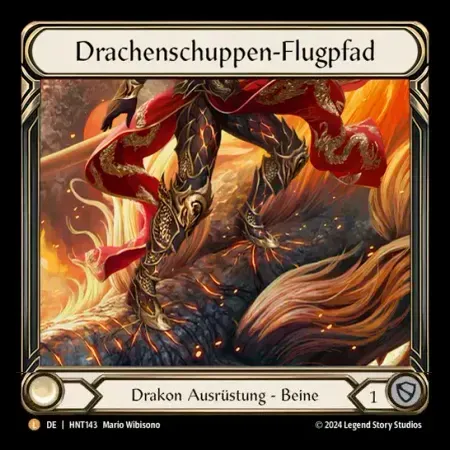 Drachenschuppen-Flugpfad
Drakon Ausrüstung - Beine
1
L DE | HNT143 Mario Wibisono
© 2024 Legend Story Studios